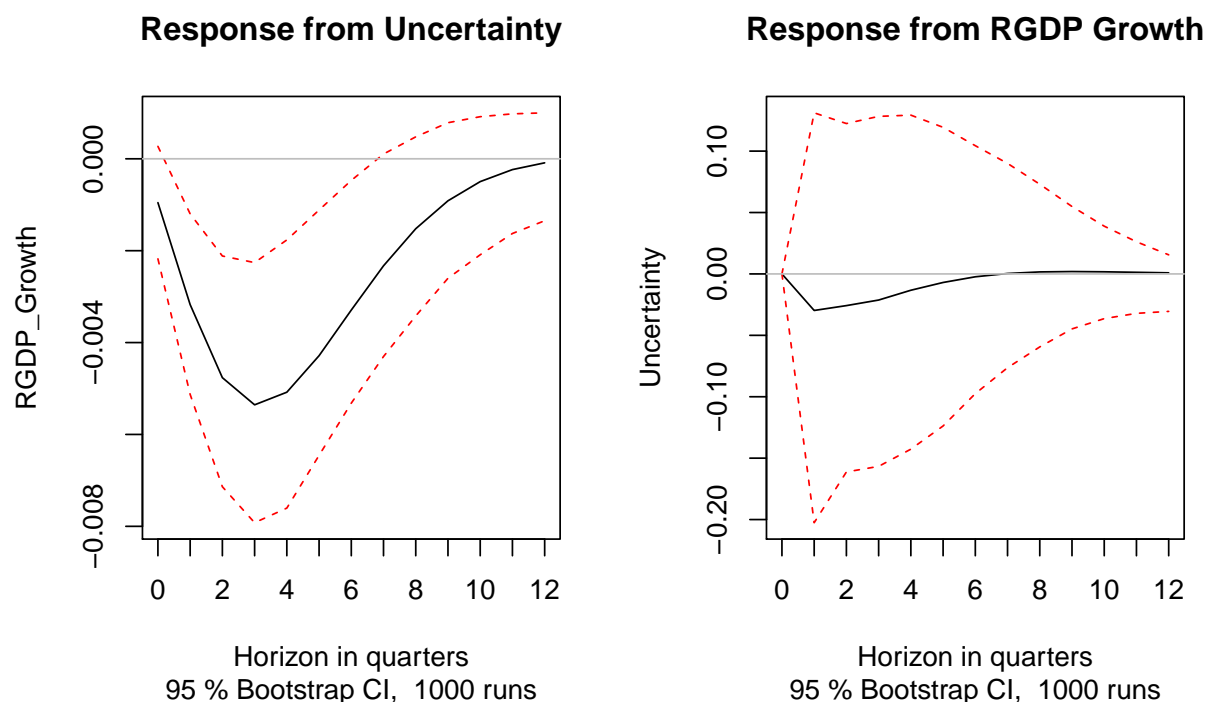 Response from Uncertainty
RGDP_Growth
0.000
−0.004
−0.008
0 2 4 6 8 10 12
Horizon in quarters
95 % Bootstrap CI, 1000 runs
Response from RGDP Growth
Uncertainty
0.10
0.00
−0.10
−0.20
0 2 4 6 8 10 12
Horizon in quarters
95 % Bootstrap CI, 1000 runs